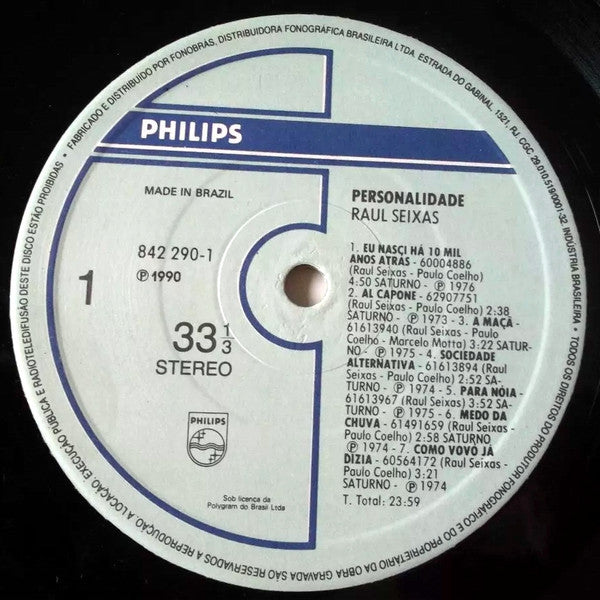 • FABRICADO E DISTRIBUIDO POR FONOBRAS, DISTRIBUIDORA FONOGRÁFICA BRASILEIRA LTDA. ESTRADA DO GABINAL, 1521, RJ, CGC 29.010.519/0001-32. INDÚSTRIA BRASILEIRA •
TODOS OS DIREITOS DO PRODUTOR FONOGRÁFICO E DO PROPRIETARIO DA OBRA GRAVADA SÃO RESERVADOS A REPRODUÇÃO, A LOCAÇÃO, EXECUÇÃO PÚBLICA E RADIOTELEDIFUSÃO DESTE DISCO ESTÃO PROIBIDAS •
PHILIPS
MADE IN BRAZIL
842 290-1
℗ 1990
1
33 1/3
STEREO
PHILIPS
Sob licença da
Polygram do Brasil Ltda
PERSONALIDADE
RAUL SEIXAS
1. EU NASÇI HÁ 10 MIL
ANOS ATRAS - 60004886
(Raul Seixas - Paulo Coelho)
4:50 SATURNO - ℗ 1976
2. AL CAPONE - 62907751
(Raul Seixas - Paulo Coelho) 2:38
SATURNO - ℗ 1973 - 3. A MAÇÃ -
61613940 (Raul Seixas - Paulo
Coelho - Marcelo Motta) 3:22 SATUR-
NO - ℗ 1975 - 4. SOCIEDADE
ALTERNATIVA - 61613894 (Raul
Seixas - Paulo Coelho) 2:52 SA-
TURNO - ℗ 1974 - 5. PARA NÓIA -
61613967 (Raul Seixas) 3:52 SA-
TURNO - ℗ 1975 - 6. MEDO DA
CHUVA - 61491659 (Raul Seixas -
Paulo Coelho) 2:58 SATURNO
℗ 1974 - 7. COMO VOVÓ JÁ
DIZIA - 60564172 (Raul Seixas -
Paulo Coelho) 3:21
SATURNO - ℗ 1974
T. Total: 23:59